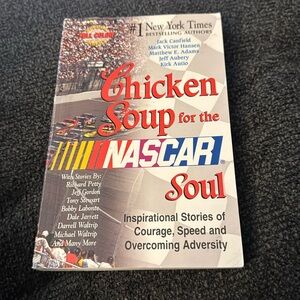 FULL COLOR
#1 New York Times
BESTSELLING AUTHORS
Jack Canfield
Mark Victor Hansen
Matthew E. Adams
Jeff Aubery
Kirk Autio
Chicken
Soup for the
NASCAR®
Soul
With Stories By:
Richard Petty
Jeff Gordon
Tony Stewart
Bobby Labonte
Dale Jarrett
Darrell Waltrip
Michael Waltrip
And Many More
Inspirational Stories of
Courage, Speed and
Overcoming Adversity